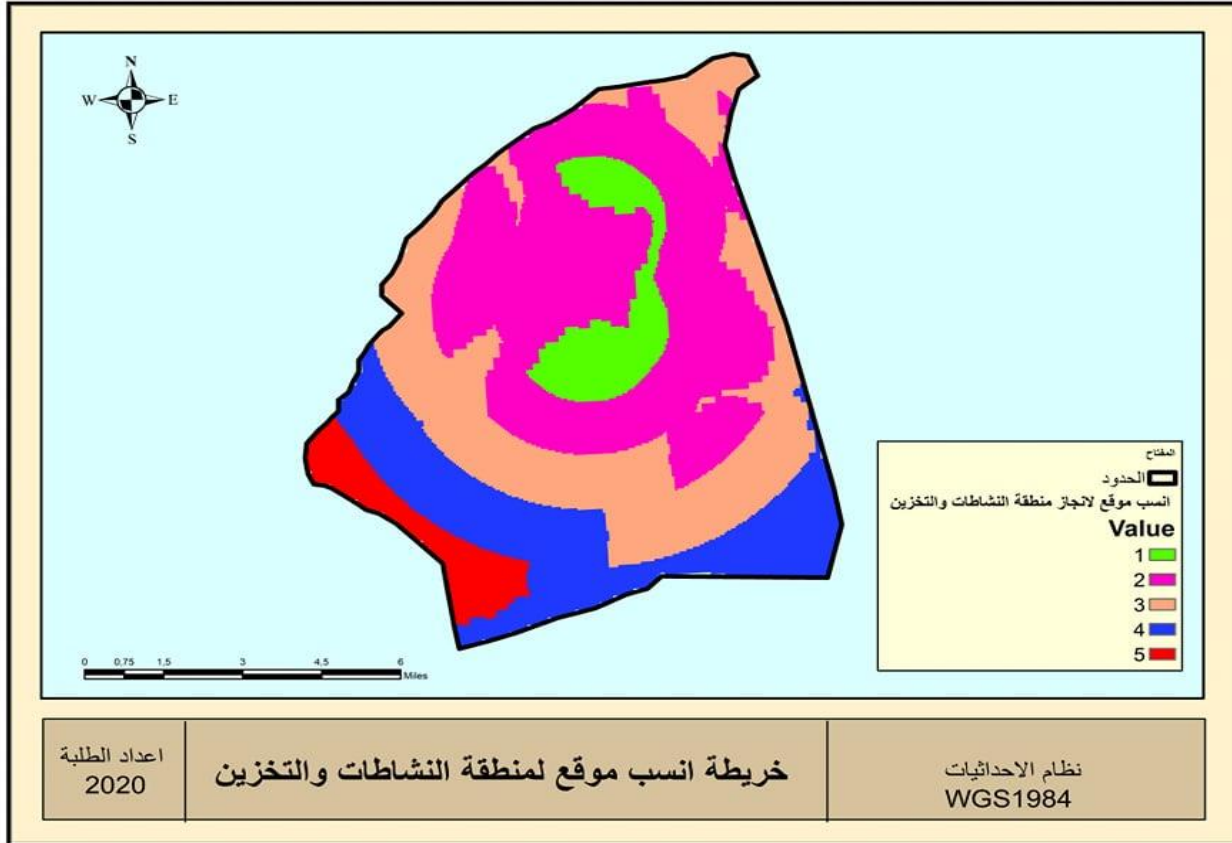 N
W E
S
المفتاح
الحدود
انسب موقع لانجاز منطقة النشاطات والتخزين
Value
1
2
3
4
5
0 0,75 1,5 3 4,5 6
Miles
اعداد الطلبة
2020
خريطة انسب موقع لمنطقة النشاطات والتخزين
نظام الاحداثيات
WGS1984